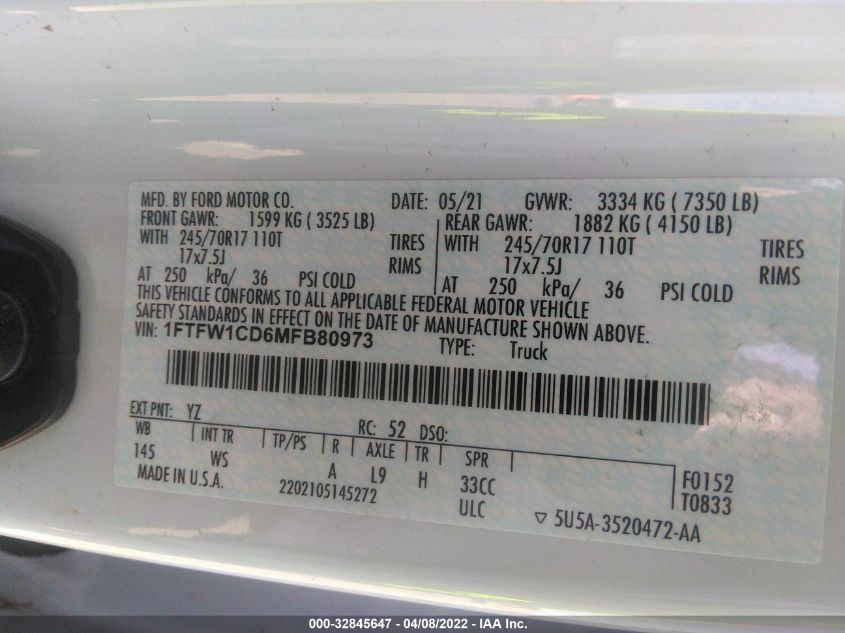 MFD. BY FORD MOTOR CO. DATE: 05/21 GVWR: 3334 KG ( 7350 LB)
FRONT GAWR: 1599 KG ( 3525 LB) REAR GAWR: 1882 KG ( 4150 LB)
WITH 245/70R17 110T TIRES WITH 245/70R17 110T TIRES
17x7.5J RIMS 17x7.5J RIMS
AT 250 kPa/ 36 PSI COLD AT 250 kPa/ 36 PSI COLD
THIS VEHICLE CONFORMS TO ALL APPLICABLE FEDERAL MOTOR VEHICLE
SAFETY STANDARDS IN EFFECT ON THE DATE OF MANUFACTURE SHOWN ABOVE.
VIN: 1FTFW1CD6MFB80973 TYPE: Truck
EXT PNT: YZ RC: 52 DSO:
WB INT TR TP/PS R AXLE TR SPR
145 WS A L9 H 33CC F0152
MADE IN U.S.A. 2202105145272 ULC T0833
▽ 5U5A-3520472-AA
000-32845647 - 04/08/2022 - IAA Inc.